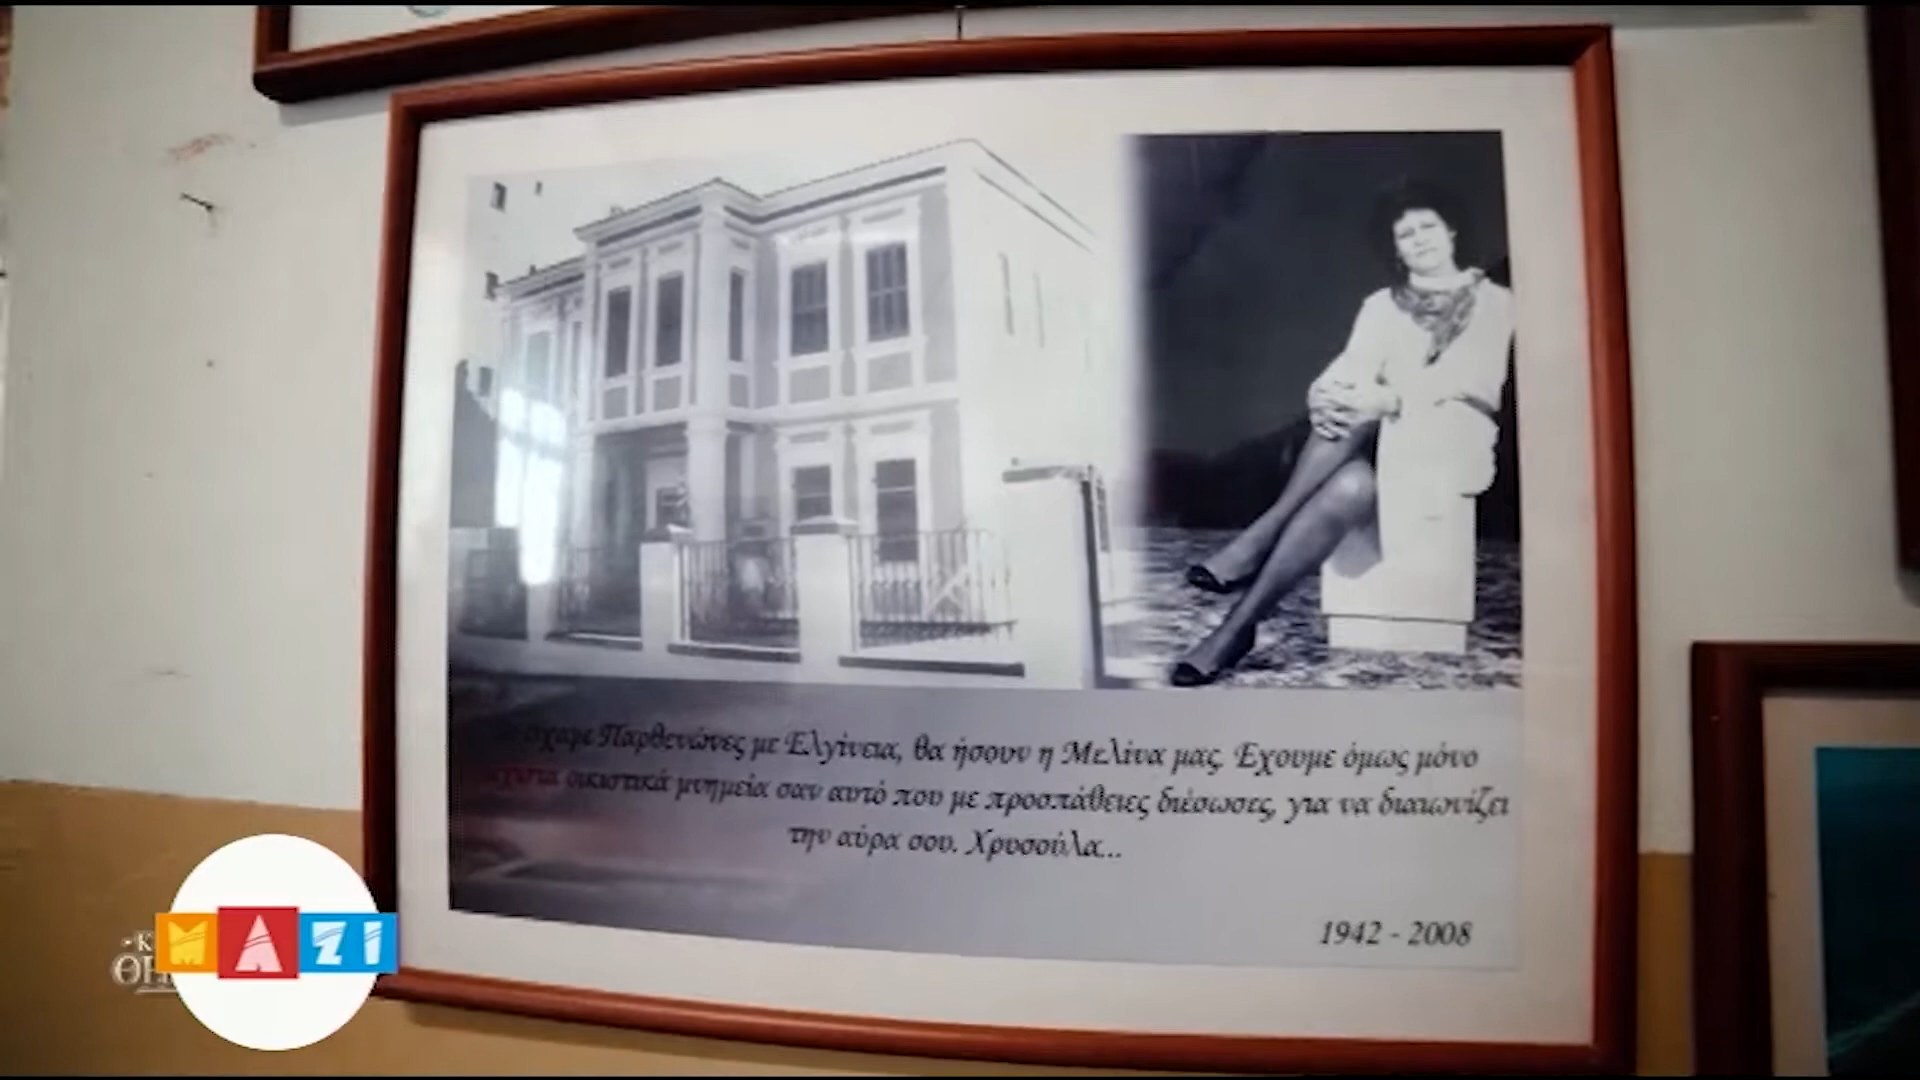 είχαμε Παρθενώνες με Ελγίνεια, θα ήσουν η Μελίνα μας. Έχουμε όμως μόνο
οικιστικά μνημεία σαν αυτό που με προσπάθειες διέσωσες, για να διαιωνίζει
την αύρα σου. Χρυσούλα...
1942 - 2008
MAZI